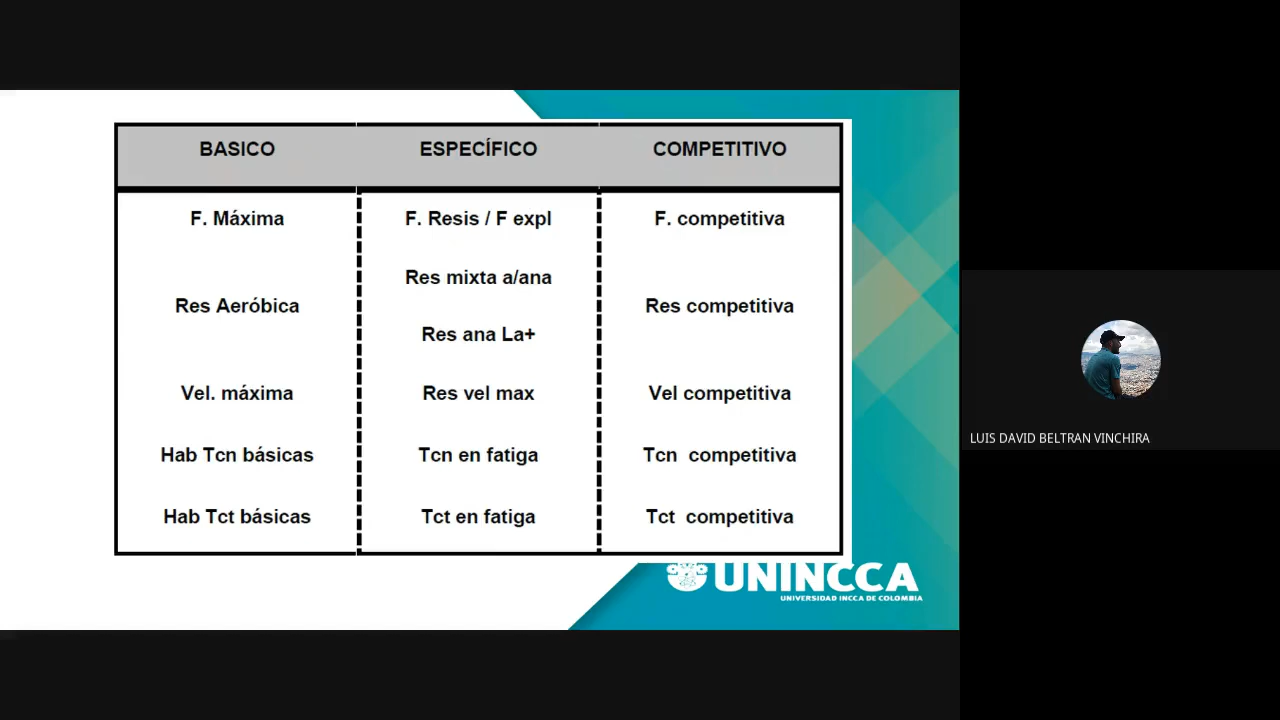 BASICO ESPECÍFICO COMPETITIVO
F. Máxima F. Resis / F expl F. competitiva
Res mixta a/ana
Res Aeróbica Res competitiva
Res ana La+
Vel. máxima Res vel max Vel competitiva
Hab Tcn básicas Tcn en fatiga Tcn competitiva
Hab Tct básicas Tct en fatiga Tct competitiva
UNINCCA
UNIVERSIDAD INCCA DE COLOMBIA
LUIS DAVID BELTRAN VINCHIRA